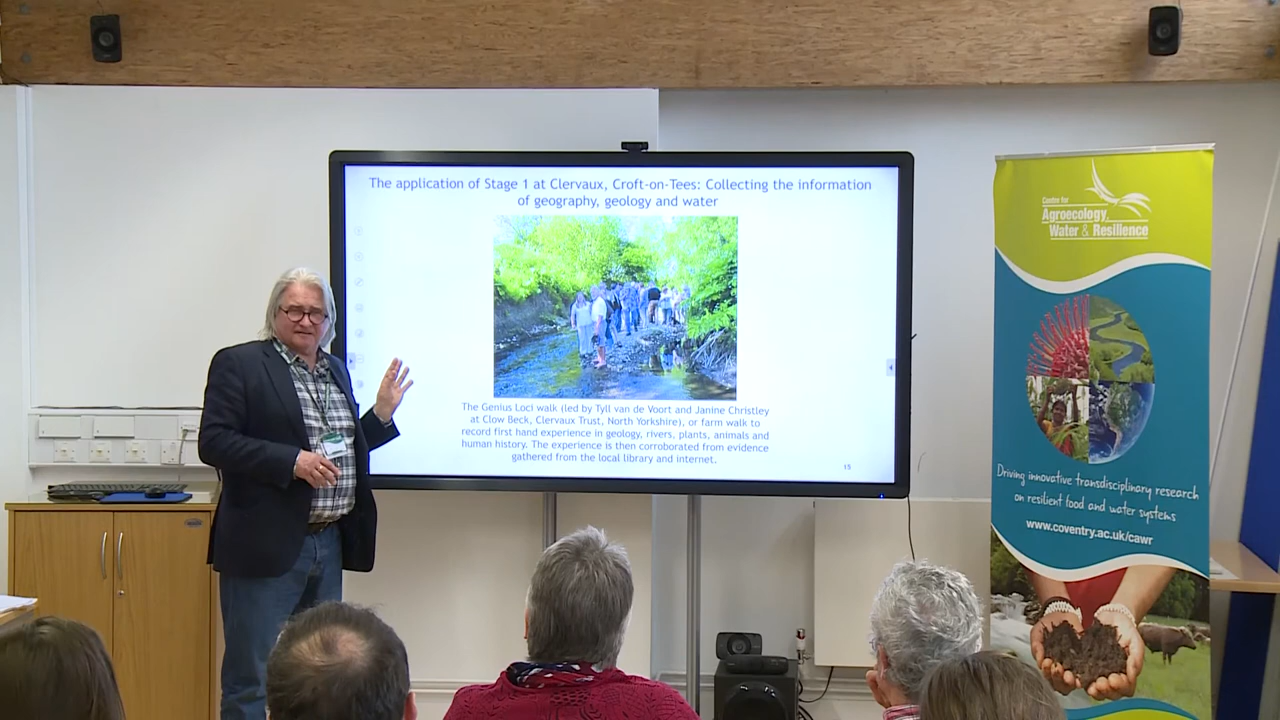 The application of Stage 1 at Clervaux, Croft-on-Tees: Collecting the information
of geography, geology and water
The Genius Loci walk (led by Tyll van de Voort and Janine Christley
at Clow Beck, Clervaux Trust, North Yorkshire), or farm walk to
record first hand experience in geology, rivers, plants, animals and
human history. The experience is then corroborated from evidence
gathered from the local library and internet.
15
Centre for
Agroecology,
Water & Resilience
Driving innovative transdisciplinary research
on resilient food and water systems
www.coventry.ac.uk/cawr